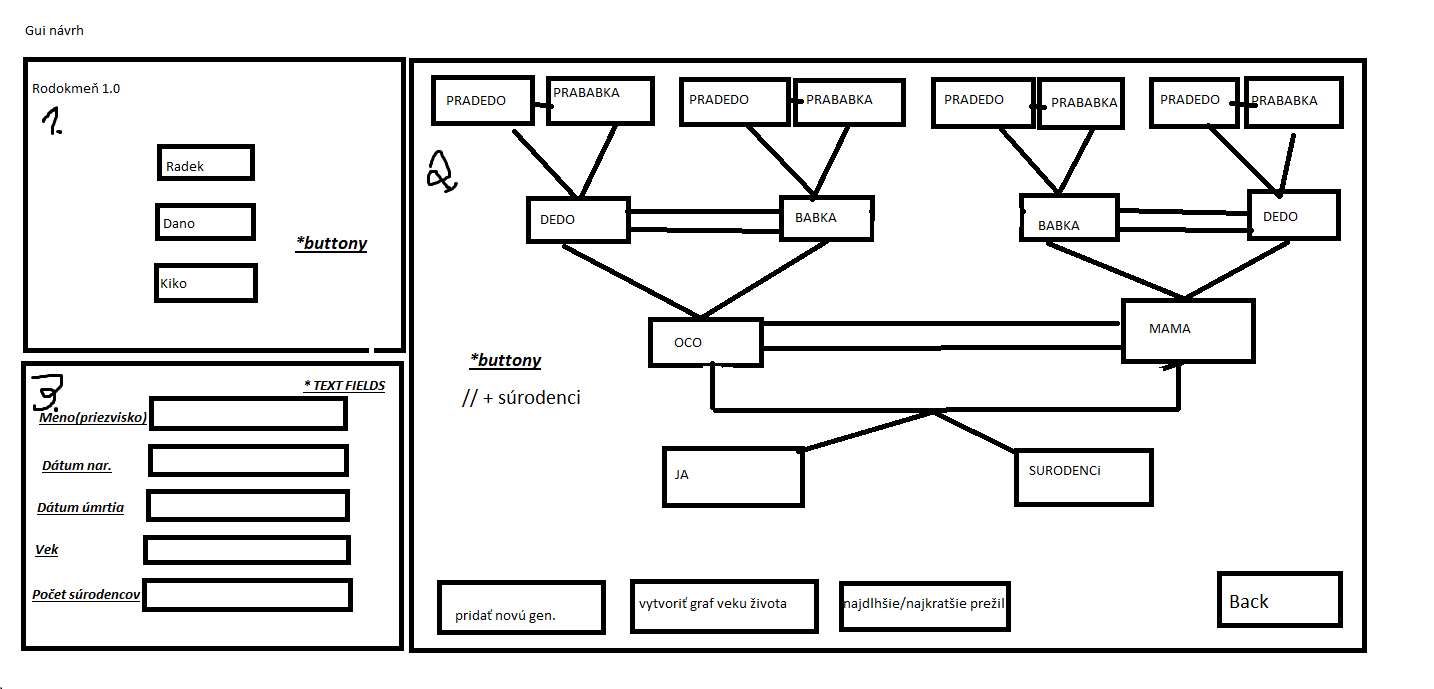 Gui návrh
Rodokmeň 1.0
1.
Radek
Dano
*buttony
Kiko
3.
* TEXT FIELDS
Meno(priezvisko)
Dátum nar.
Dátum úmrtia
Vek
Počet súrodencov
PRADEDO PRABABKA PRADEDO PRABABKA PRADEDO PRABABKA PRADEDO PRABABKA
2
DEDO BABKA BABKA DEDO
OCO MAMA
*buttony
// + súrodenci
JA SURODENCi
pridať novú gen. vytvoriť graf veku života najdlhšie/najkratšie prežil Back